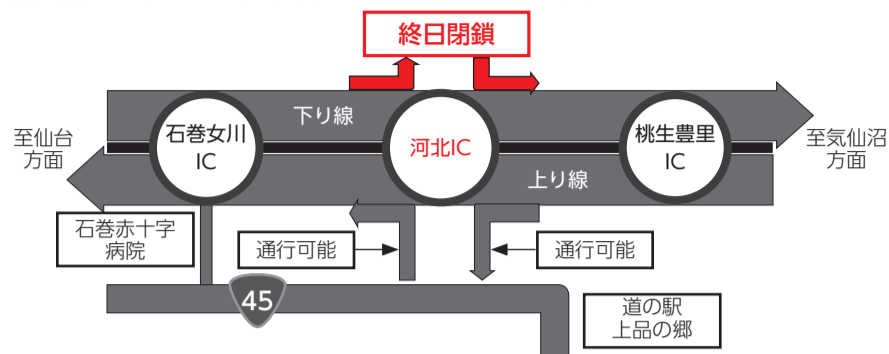 終日閉鎖
下り線
至仙台
方面
石巻女川
IC
河北IC
桃生豊里
IC
至気仙沼
方面
上り線
石巻赤十字
病院
通行可能
通行可能
45
道の駅
上品の郷